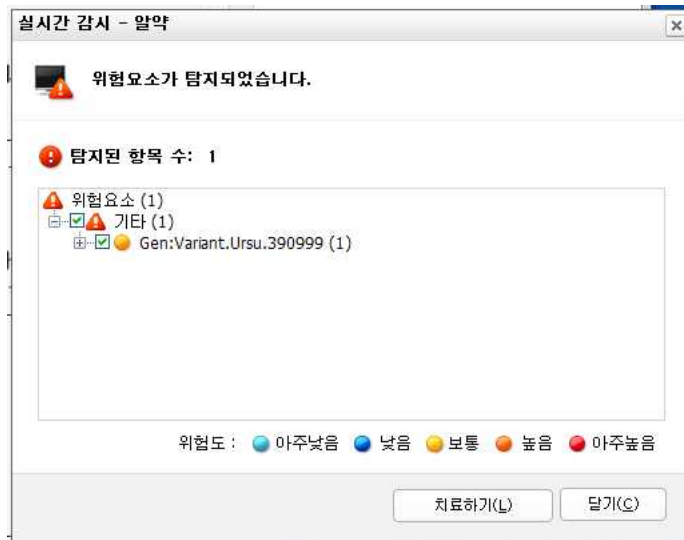 실시간 감시 - 알약
위험요소가 탐지되었습니다.
탐지된 항목 수: 1
위험요소 (1)
기타 (1)
Gen:Variant.Ursu.390999 (1)
위험도 : 아주낮음 낮음 보통 높음 아주높음
치료하기(L) 닫기(C)